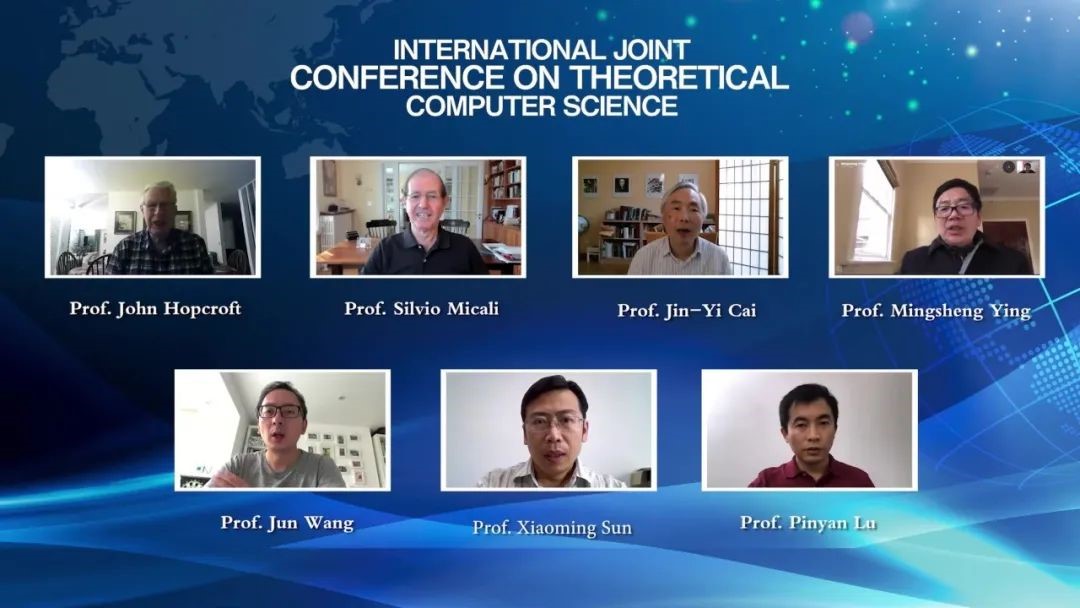 INTERNATIONAL JOINT
CONFERENCE ON THEORETICAL
COMPUTER SCIENCE
Prof. John Hopcroft
Prof. Silvio Micali
Prof. Jin-Yi Cai
Prof. Mingsheng Ying
Prof. Jun Wang
Prof. Xiaoming Sun
Prof. Pinyan Lu